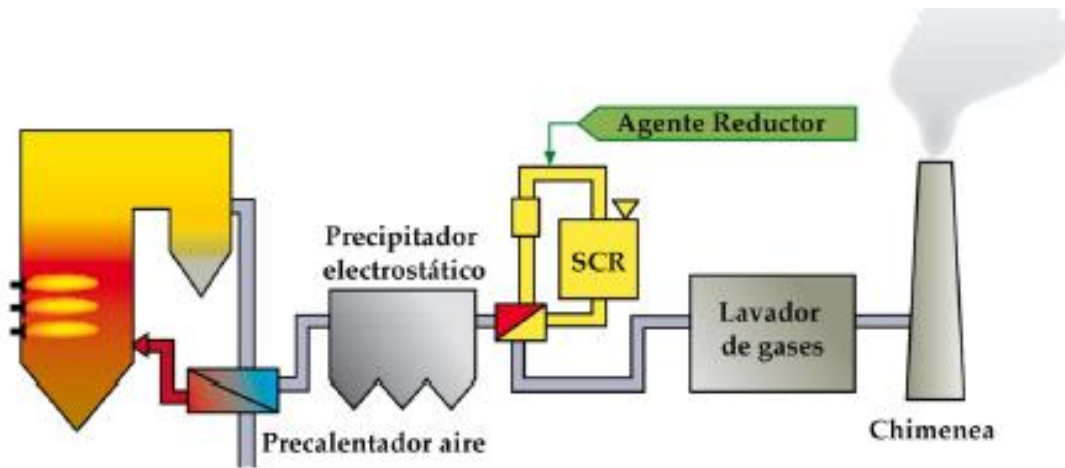 Agente Reductor
Precipitador
electrostático
SCR
Lavador
de gases
Precalentador aire
Chimenea